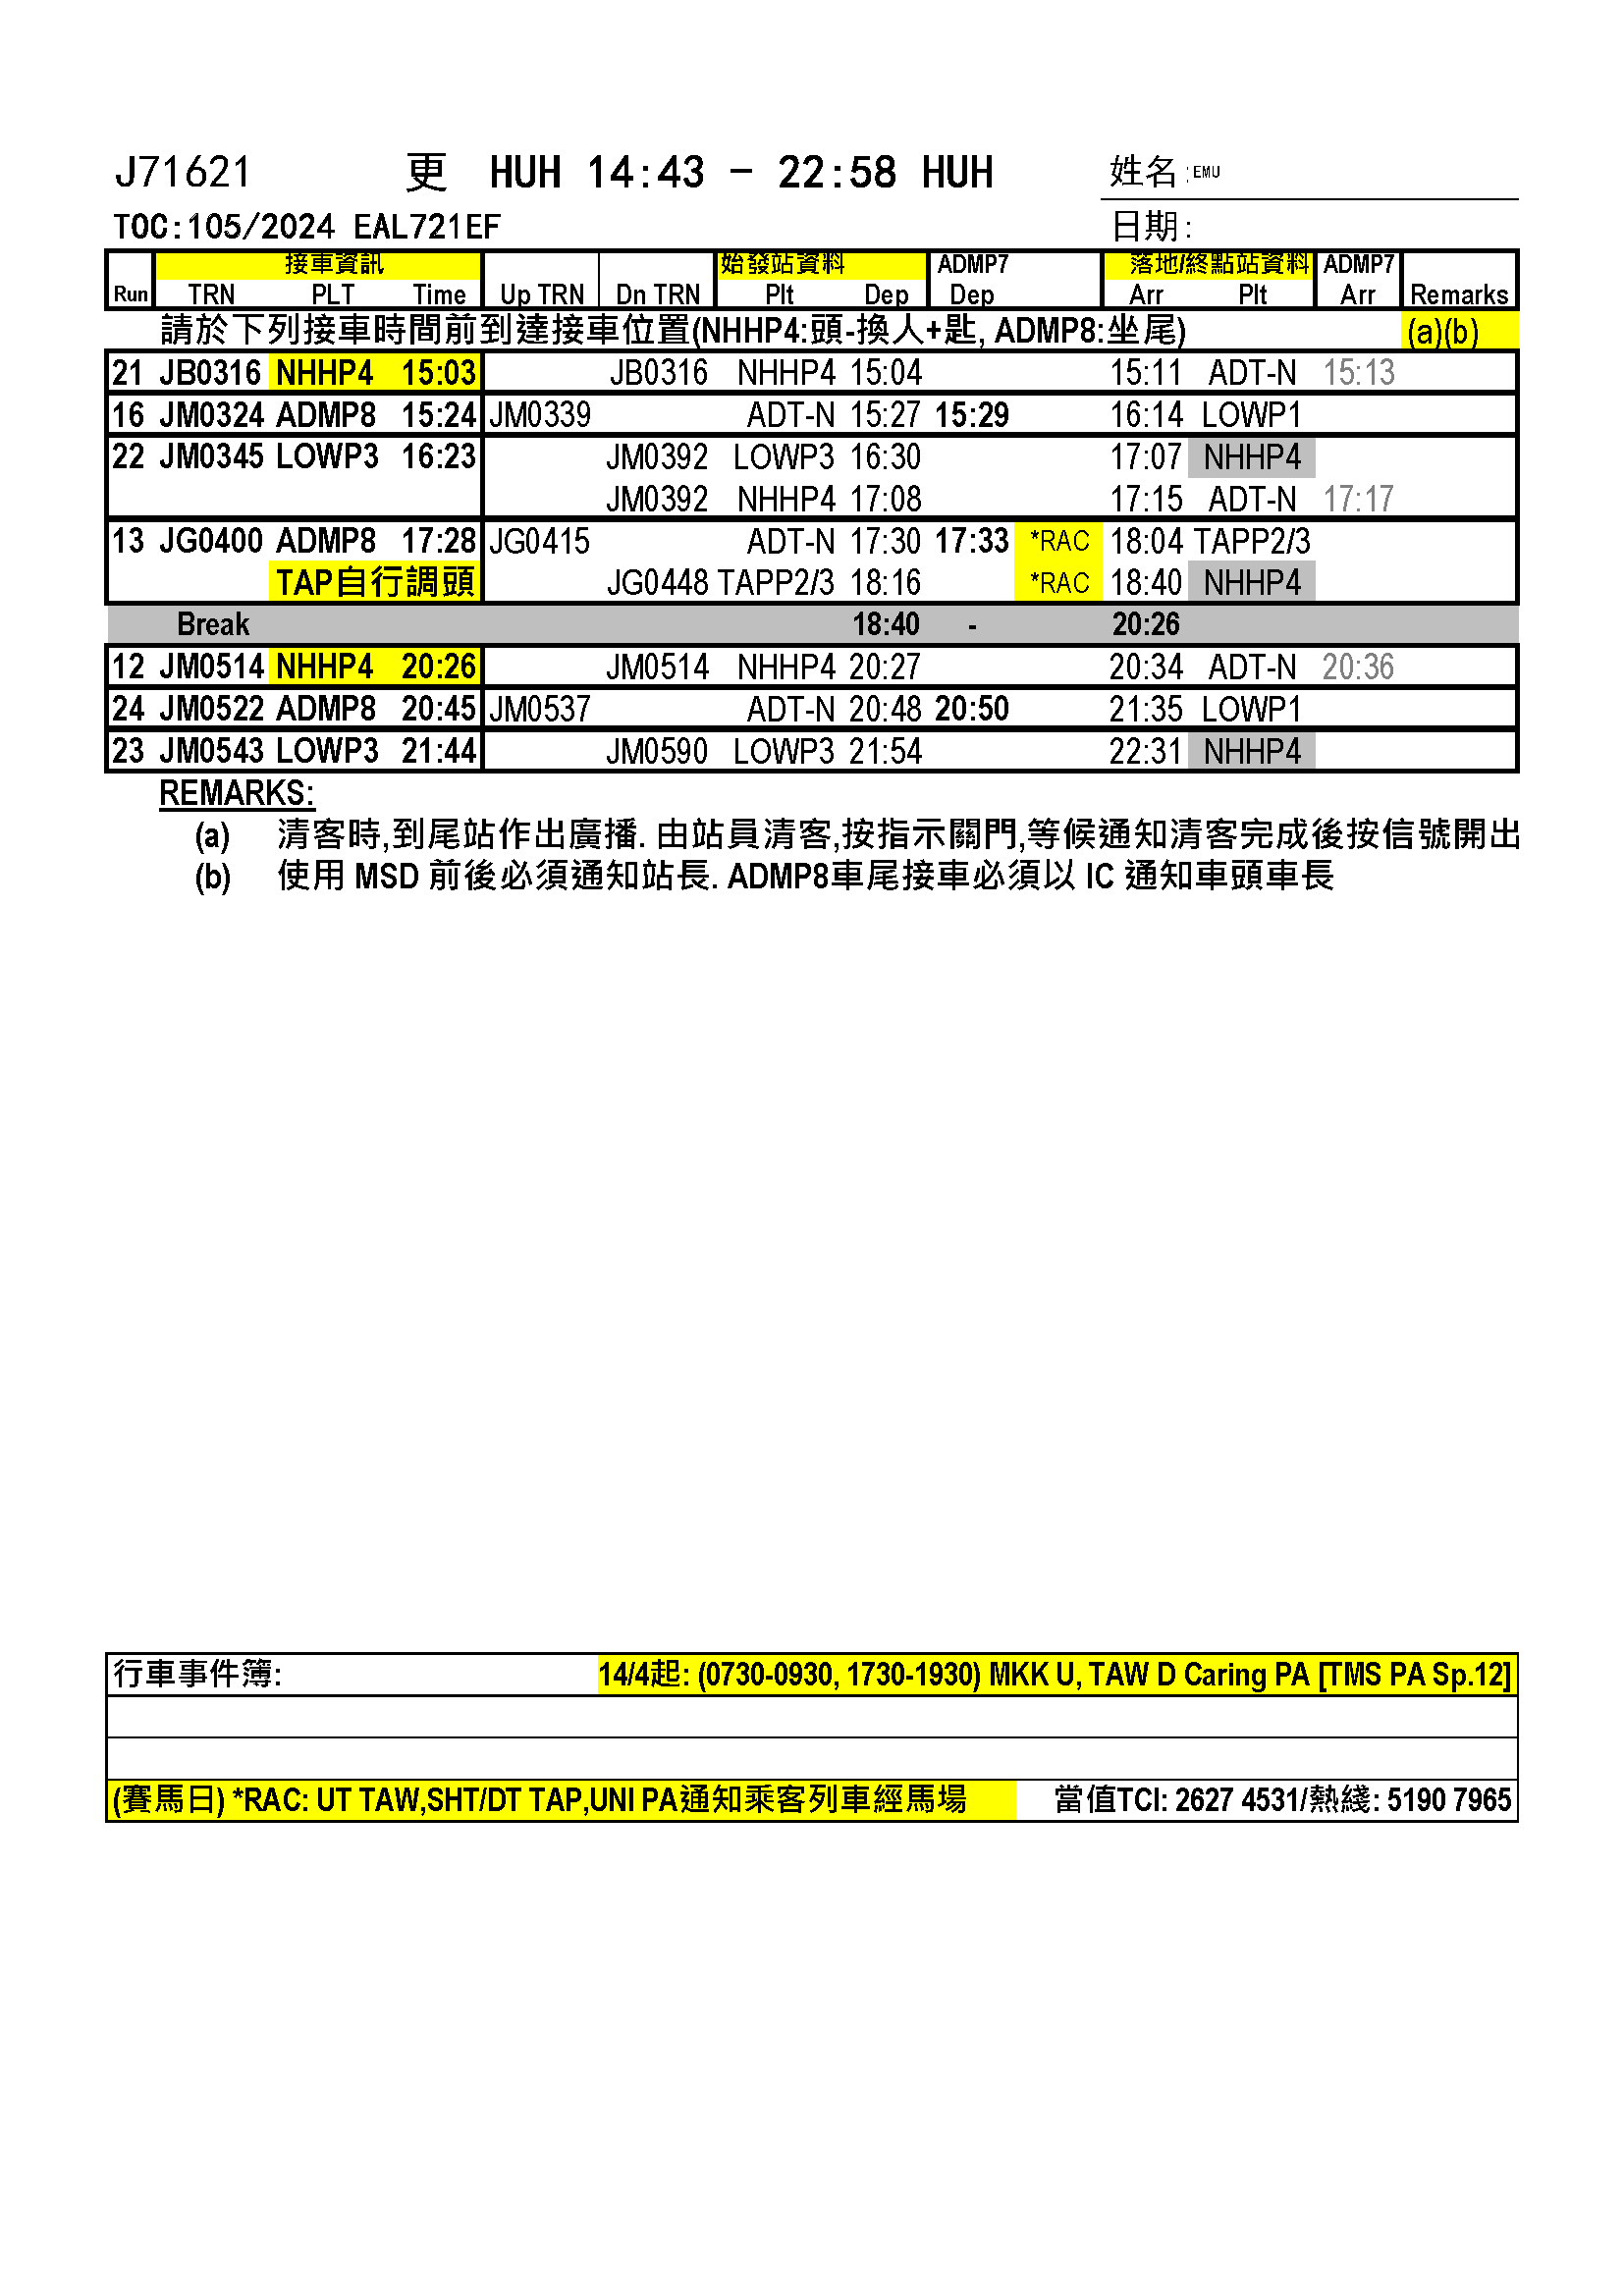 J71621 更 HUH 14:43 - 22:58 HUH 姓名:EMU
TOC:105/2024 EAL721EF 日期:
接車資訊 始發站資料 ADMP7 落地/終點站資料 ADMP7
Run TRN PLT Time Up TRN Dn TRN Plt Dep Dep Arr Plt Arr Remarks
請於下列接車時間前到達接車位置(NHHP4:頭-換人+匙, ADMP8:坐尾) (a)(b)
21 JB0316 NHHP4 15:03 JB0316 NHHP4 15:04 15:11 ADT-N 15:13
16 JM0324 ADMP8 15:24 JM0339 ADT-N 15:27 15:29 16:14 LOWP1
22 JM0345 LOWP3 16:23 JM0392 LOWP3 16:30 17:07 NHHP4
JM0392 NHHP4 17:08 17:15 ADT-N 17:17
13 JG0400 ADMP8 17:28 JG0415 ADT-N 17:30 17:33 *RAC 18:04 TAPP2/3
TAP自行調頭 JG0448 TAPP2/3 18:16 *RAC 18:40 NHHP4
Break 18:40 - 20:26
12 JM0514 NHHP4 20:26 JM0514 NHHP4 20:27 20:34 ADT-N 20:36
24 JM0522 ADMP8 20:45 JM0537 ADT-N 20:48 20:50 21:35 LOWP1
23 JM0543 LOWP3 21:44 JM0590 LOWP3 21:54 22:31 NHHP4
REMARKS:
(a) 清客時,到尾站作出廣播. 由站員清客,按指示關門,等候通知清客完成後按信號開出
(b) 使用 MSD 前後必須通知站長. ADMP8車尾接車必須以 IC 通知車頭車長
行車事件簿: 14/4起: (0730-0930, 1730-1930) MKK U, TAW D Caring PA [TMS PA Sp.12]
(賽馬日) *RAC: UT TAW,SHT/DT TAP,UNI PA通知乘客列車經馬場 當值TCI: 2627 4531/熱綫: 5190 7965